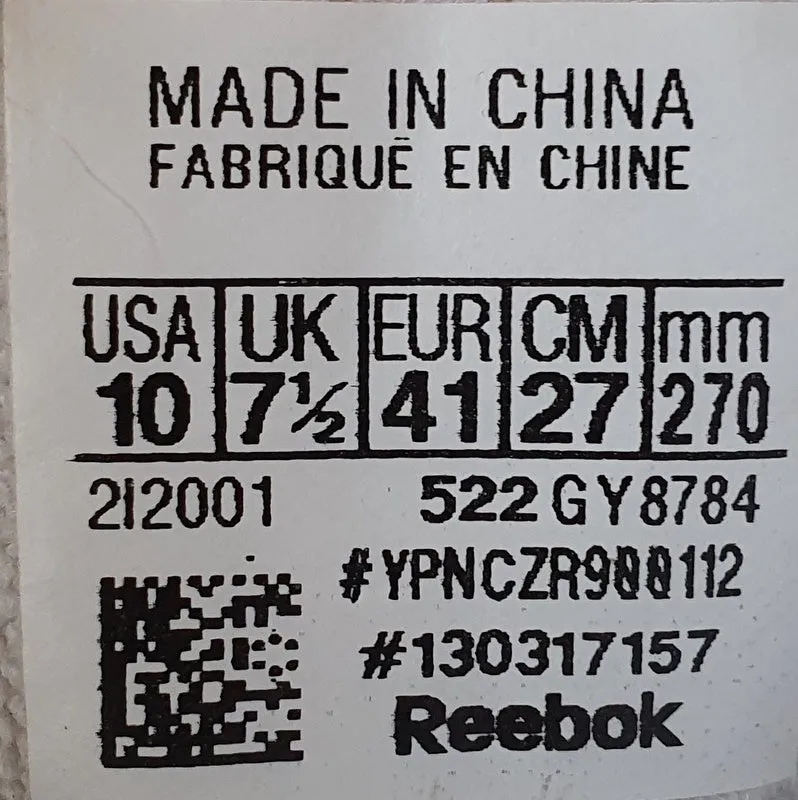 MADE IN CHINA
FABRIQUÉ EN CHINE
USA UK EUR CM mm
10 7½ 41 27 270
2I2001 522 GY8784
#YPNCZR900112
#130317157
Reebok